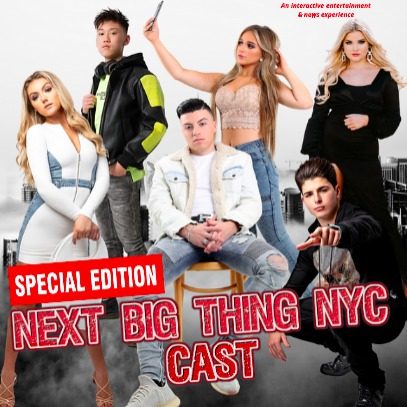 An interactive entertainment
& news experience
SPECIAL EDITION
NEXT BIG THING NYC
CAST